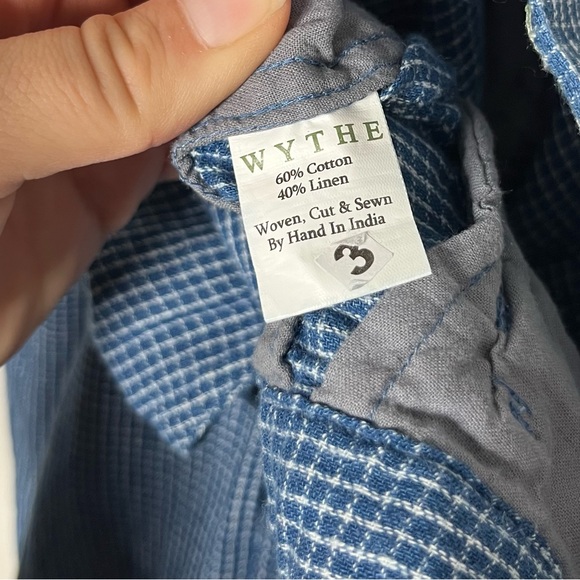 WYTHE
60% Cotton
40% Linen
Woven, Cut & Sewn
By Hand In India
3